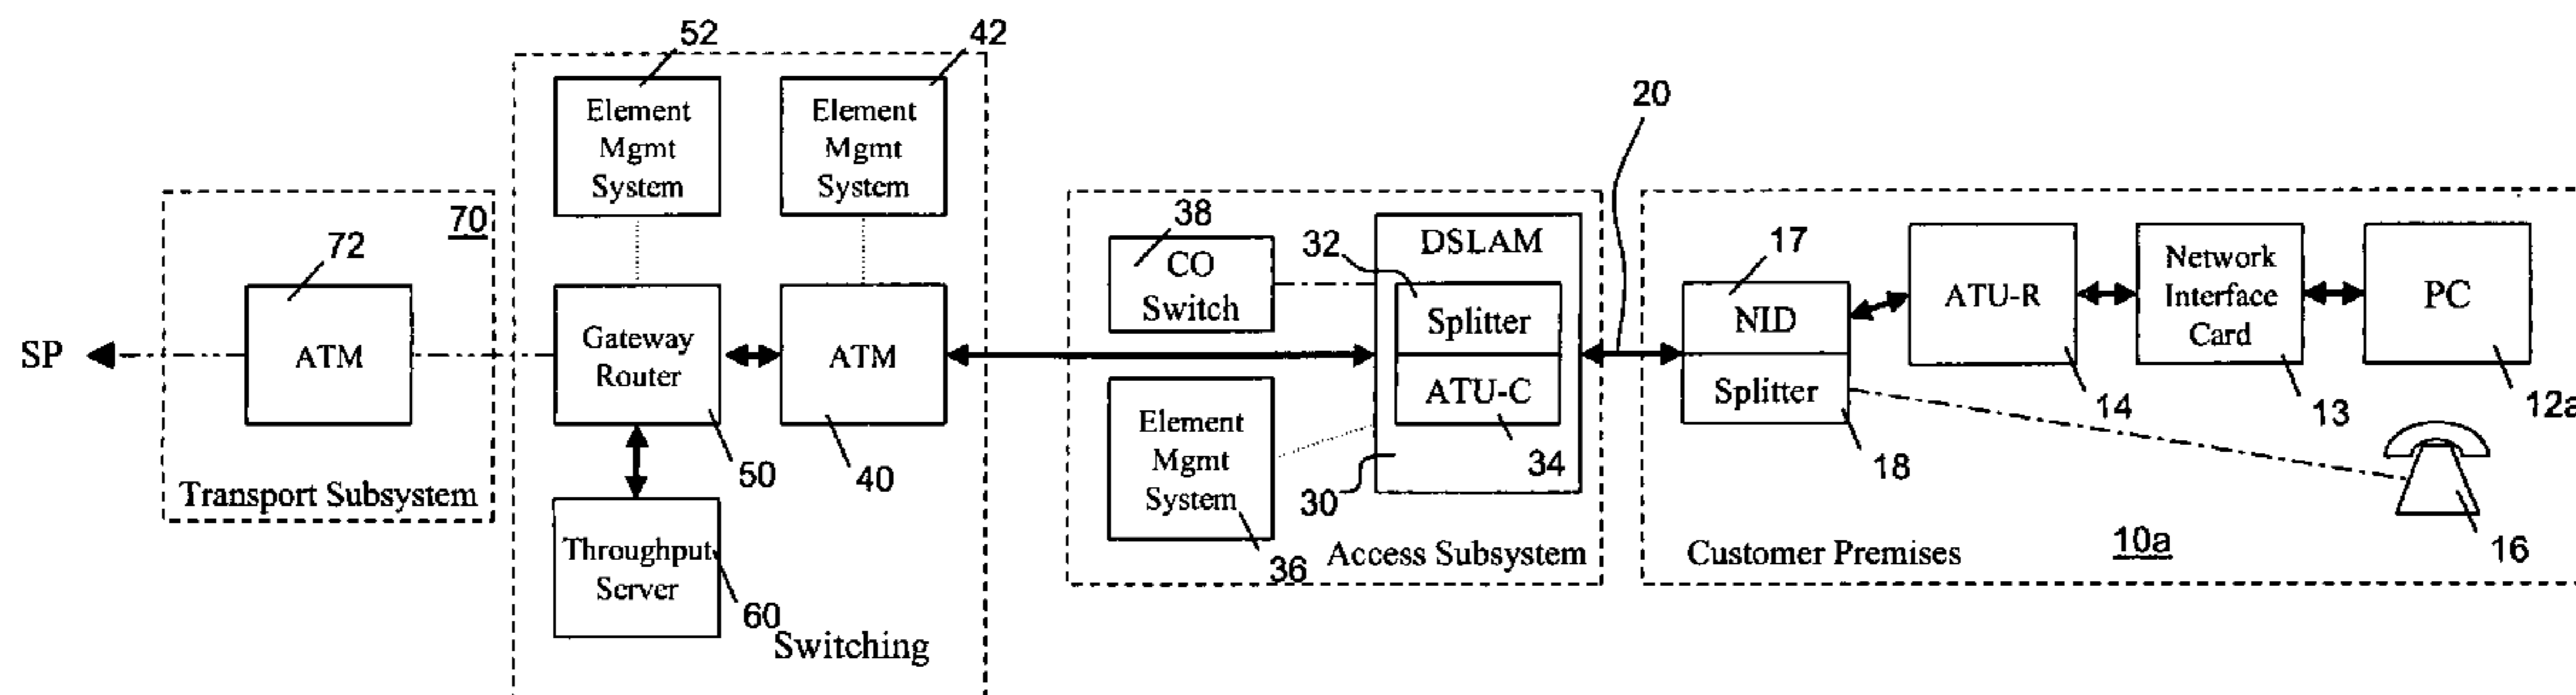 52
42
Element
Mgmt
System
Element
Mgmt
System
20
70
72
38
CO
Switch
32
DSLAM
Splitter
ATU-C
34
30
17
NID
Splitter
18
ATU-R
14
Network
Interface
Card
13
PC
12a
SP
ATM
Gateway
Router
50
ATM
40
Element
Mgmt
System
36
Transport Subsystem
Throughput
Server
60
Switching
Access Subsystem
Customer Premises
10a
16